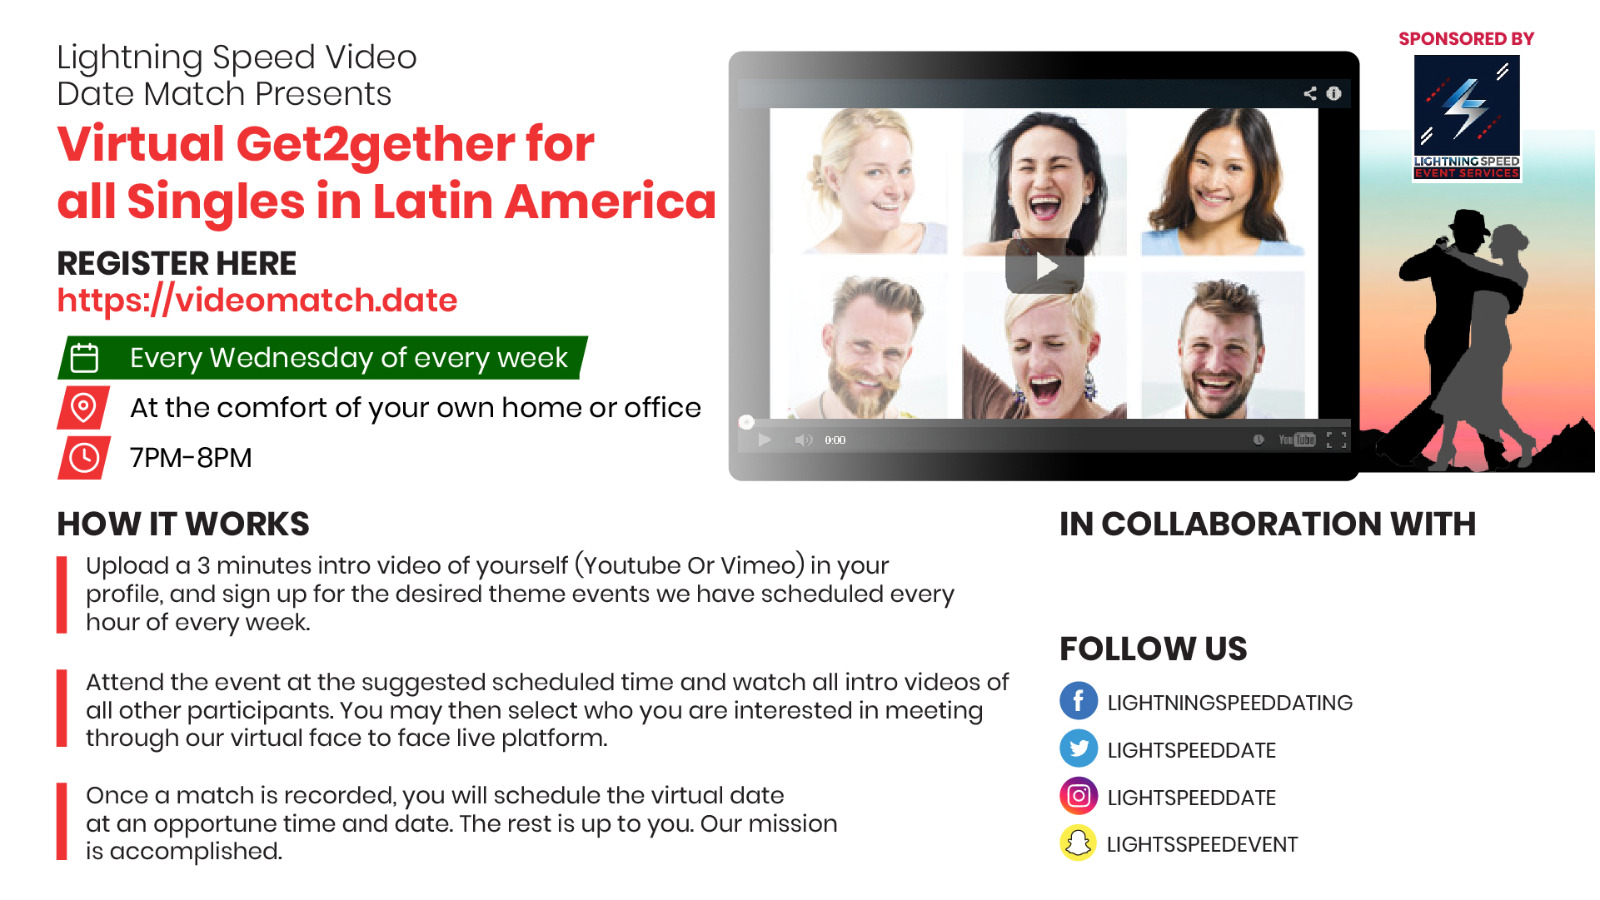 Lightning Speed Video
Date Match Presents
Virtual Get2gether for
all Singles in Latin America
REGISTER HERE
https://videomatch.date
Every Wednesday of every week
At the comfort of your own home or office
7PM-8PM
0:00
YouTube
SPONSORED BY
LIGHTNING SPEED
EVENT SERVICES
HOW IT WORKS
Upload a 3 minutes intro video of yourself (Youtube Or Vimeo) in your
profile, and sign up for the desired theme events we have scheduled every
hour of every week.
Attend the event at the suggested scheduled time and watch all intro videos of
all other participants. You may then select who you are interested in meeting
through our virtual face to face live platform.
Once a match is recorded, you will schedule the virtual date
at an opportune time and date. The rest is up to you. Our mission
is accomplished.
IN COLLABORATION WITH
FOLLOW US
LIGHTNINGSPEEDDATING
LIGHTSPEEDDATE
LIGHTSPEEDDATE
LIGHTSSPEEDEVENT